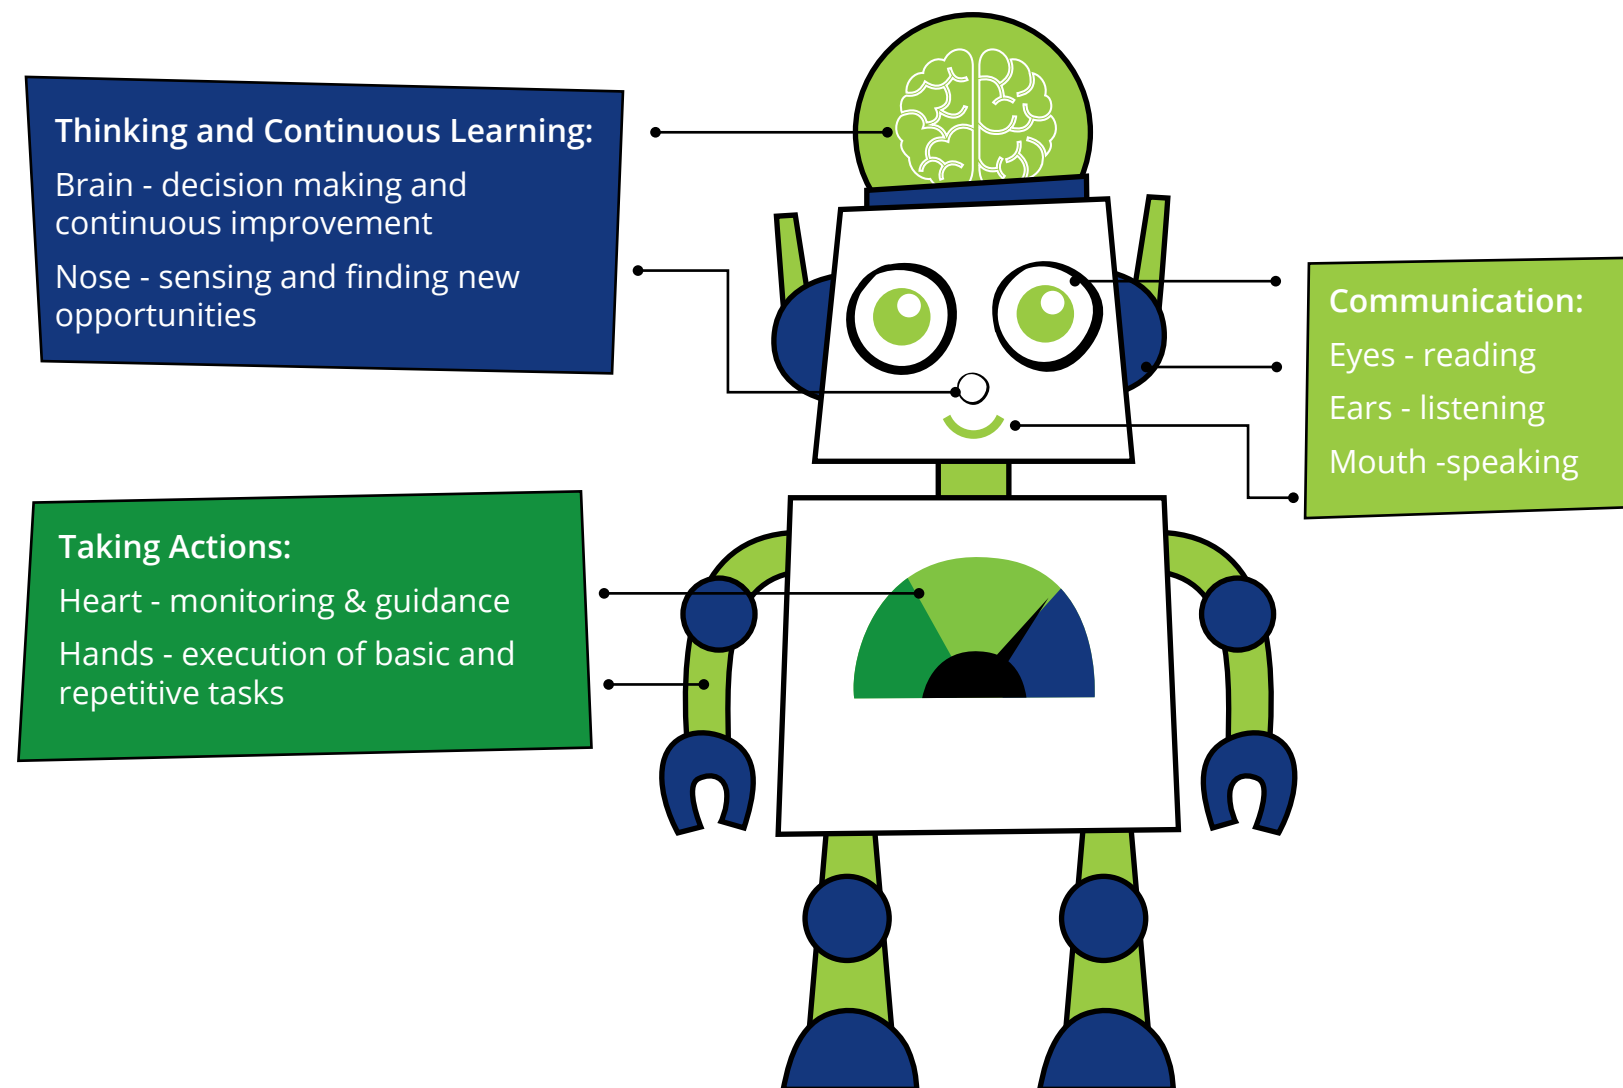 Thinking and Continuous Learning:
Brain - decision making and
continuous improvement
Nose - sensing and finding new
opportunities
Communication:
Eyes - reading
Ears - listening
Mouth -speaking
Taking Actions:
Heart - monitoring & guidance
Hands - execution of basic and
repetitive tasks